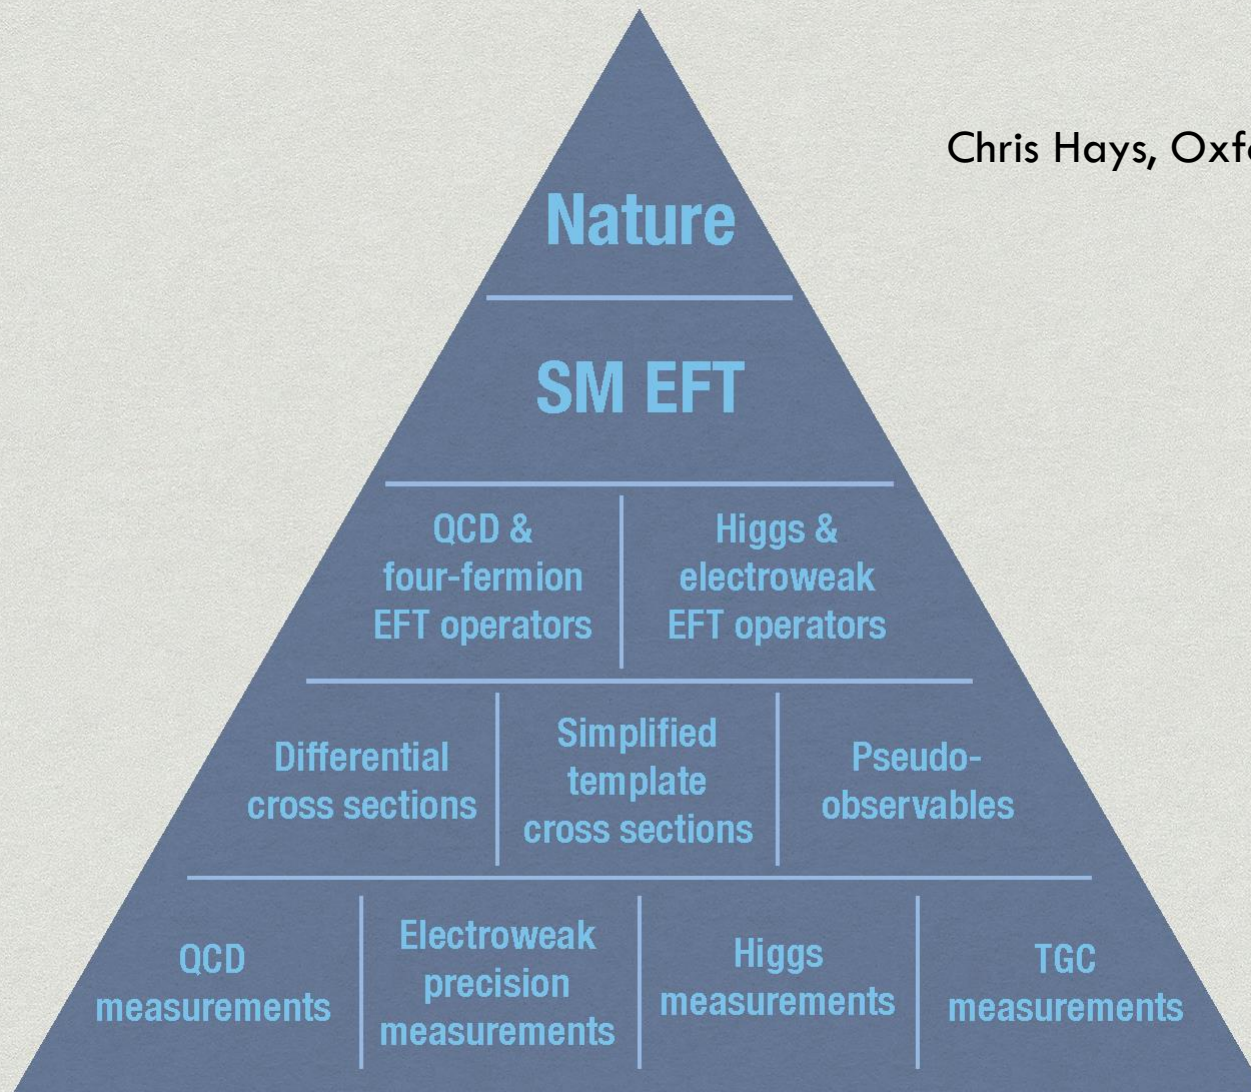 Chris Hays,
Nature
SM EFT
QCD &
four-fermion
EFT operators
Higgs &
electroweak
EFT operators
Differential
cross sections
Simplified
template
cross sections
Pseudo-
observables
QCD
measurements
Electroweak
precision
measurements
Higgs
measurements
TGC
measurements